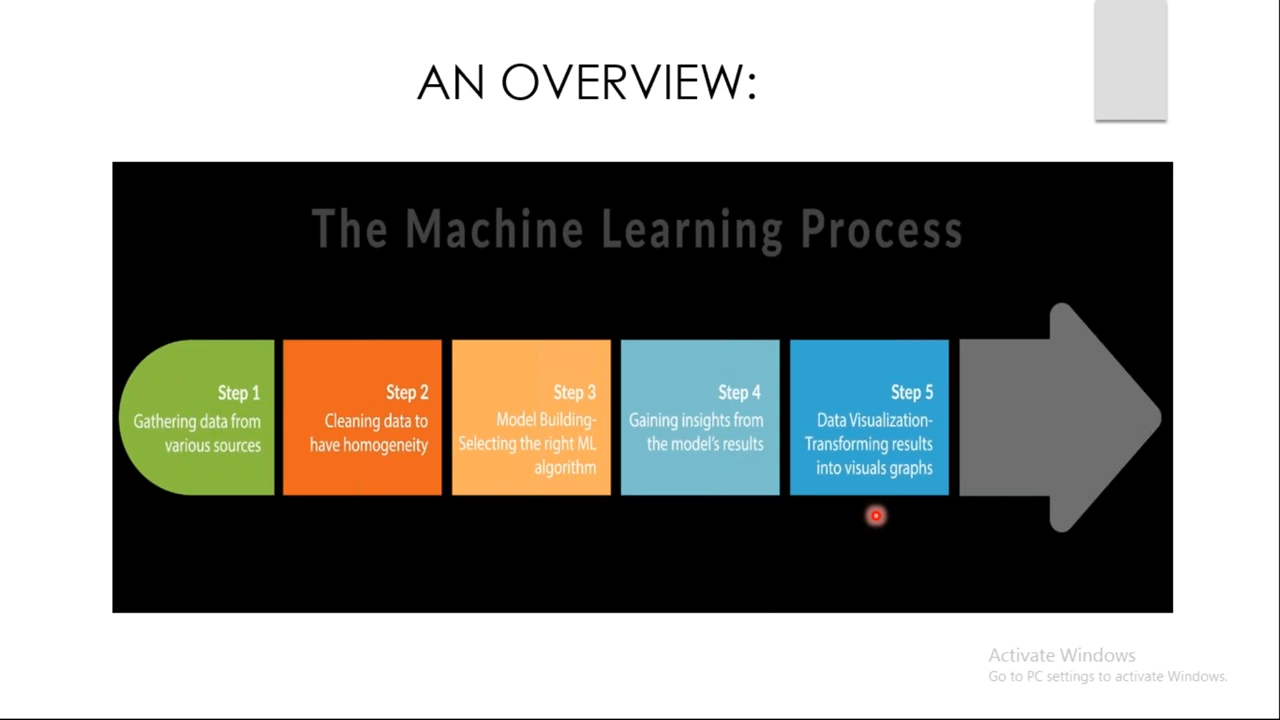 AN OVERVIEW:
The Machine Learning Process
Step 1
Gathering data from
various sources
Step 2
Cleaning data to
have homogeneity
Step 3
Model Building-
Selecting the right ML
algorithm
Step 4
Gaining insights from
the model's results
Step 5
Data Visualization-
Transforming results
into visuals graphs
Activate Windows
Go to PC settings to activate Windows.